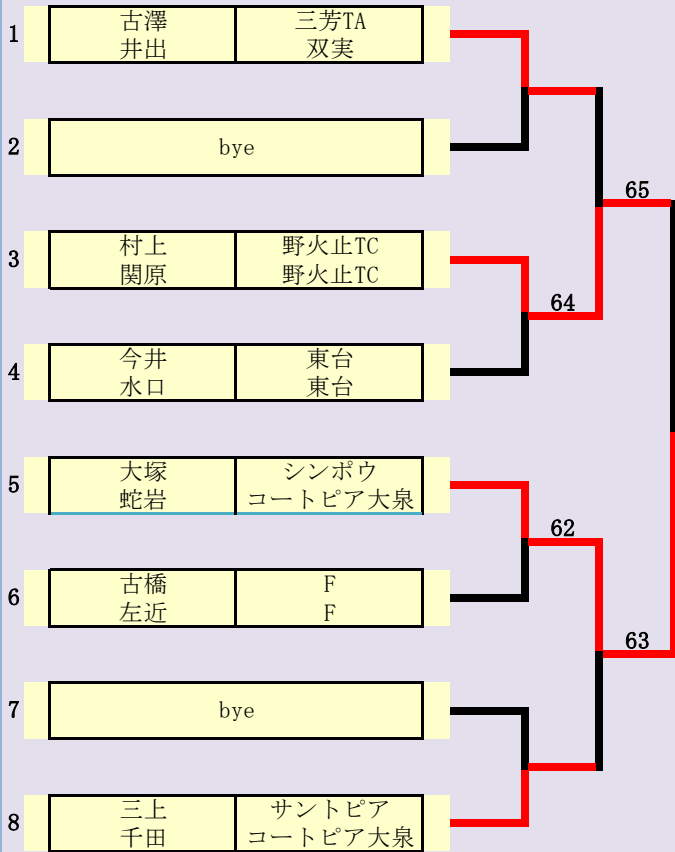 1 古澤 三芳TA
井出 双実
2 bye
65
3 村上 野火止TC
関原 野火止TC
64
4 今井 東台
水口 東台
5 大塚 シンポウ
蛇岩 コートピア大泉
62
6 古橋 F
左近 F
63
7 bye
8 三上 サントピア
千田 コートピア大泉